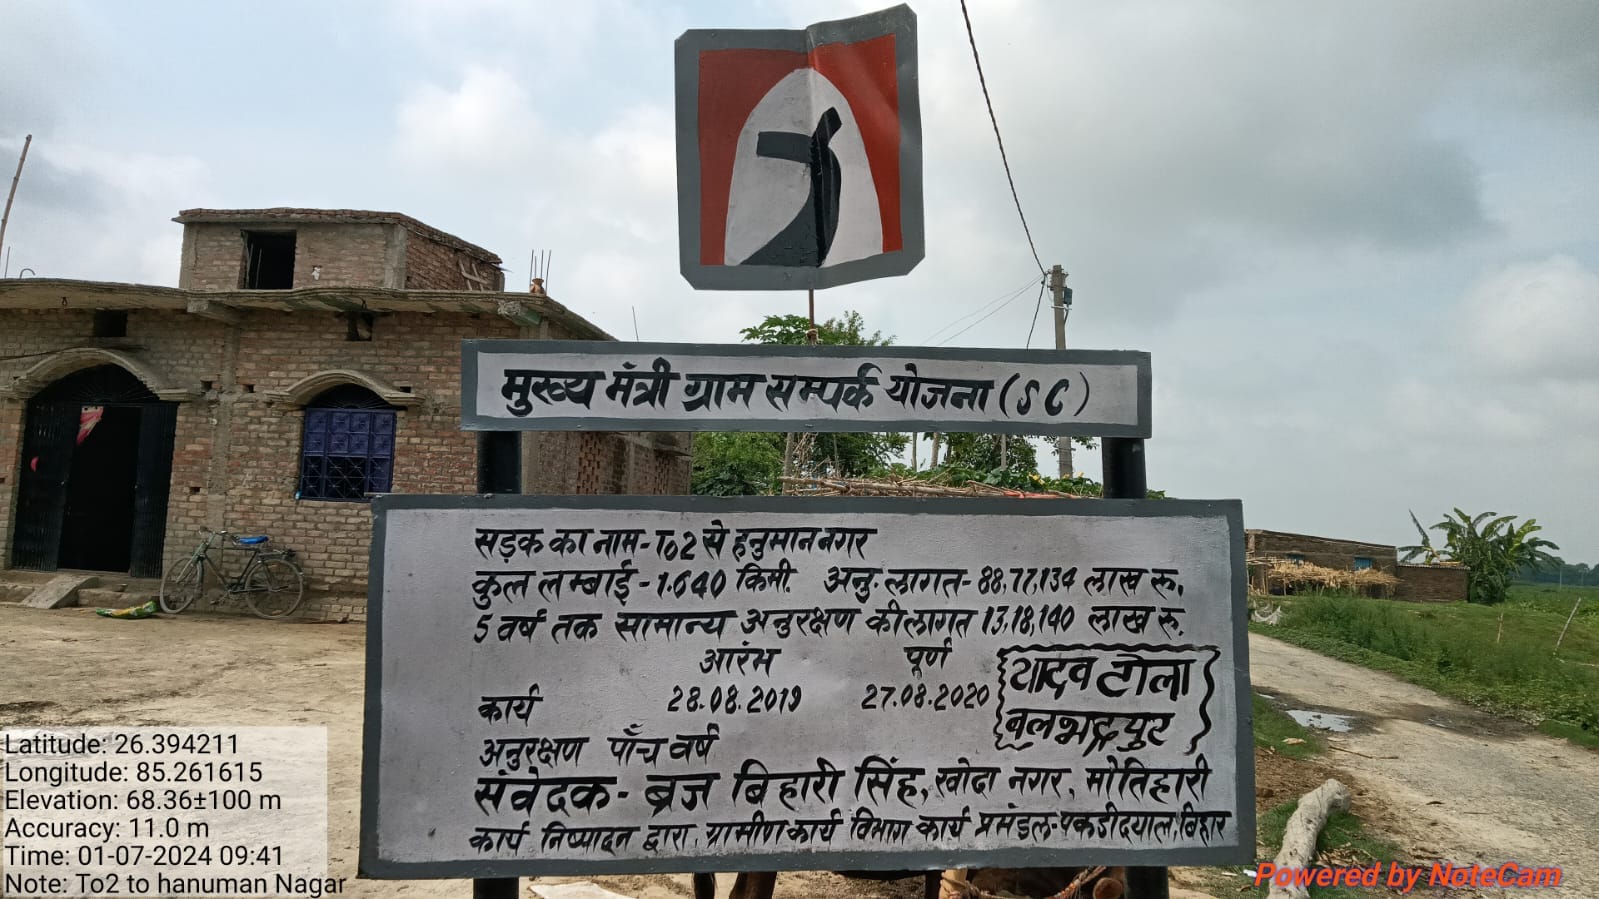 मुख्य मंत्री ग्राम सम्पर्क योजना (SC)
सड़क का नाम-To2 से हनुमान नगर
कुल लम्बाई-1.640 किमी. अनु. लागत-88,77,134 लाख रू.
5 वर्ष तक सामान्य अनुरक्षण की लागत 13,18,140 लाख रू.
आरंभ पूर्ण
कार्य 28.08.2019 27.08.2020
यादव टोला
बलभद्रपुर
अनुरक्षण पाँच वर्ष
संवेदक-ब्रज बिहारी सिंह, खोदा नगर, मोतिहारी
कार्य निष्पादन द्वारा, ग्रामीण कार्य विभाग कार्य प्रमंडल-पकडीदयाल, बिहार
Latitude: 26.394211
Longitude: 85.261615
Elevation: 68.36±100 m
Accuracy: 11.0 m
Time: 01-07-2024 09:41
Note: To2 to hanuman Nagar
Powered by NoteCam